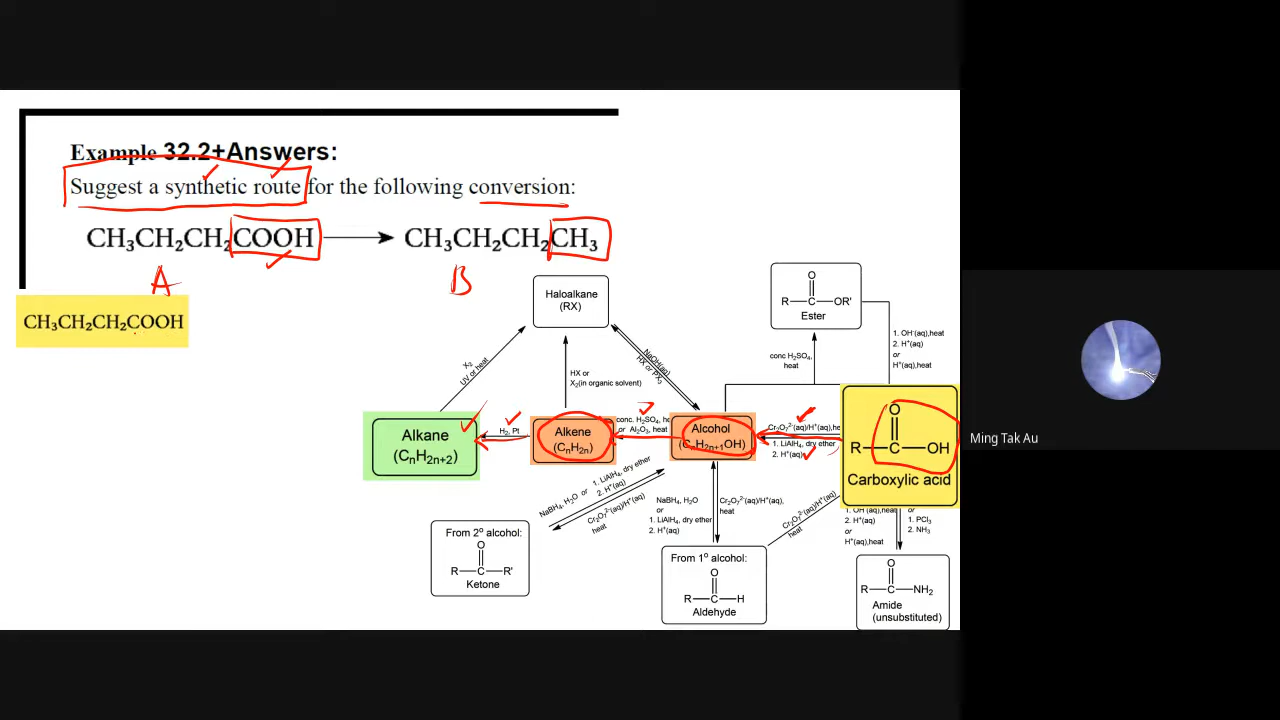 Example 32.2+Answers:
Suggest a synthetic route for the following conversion:
CH₃CH₂CH₂COOH → CH₃CH₂CH₂CH₃
A
B
CH₃CH₂CH₂COOH
Haloalkane
(RX)
O
R—C—OR'
Ester
X₂
UV or heat
HX or
X₂(in organic solvent)
NaOH(aq)
HX or PX₃
conc H₂SO₄,
heat
1. OH⁻(aq),heat
2. H⁺(aq)
or
H⁺(aq),heat
Alkane
(CₙH₂ₙ₊₂)
H₂, Pt
Alkene
(CₙH₂ₙ)
conc. H₂SO₄,
or Al₂O₃, heat
Alcohol
(CₙH₂ₙ₊₁OH)
Cr₂O₇²⁻(aq)/H⁺(aq),
1. LiAlH₄, dry ether
2. H⁺(aq)
O
R—C—OH
Carboxylic acid
Ming Tak Au
NaBH₄, H₂O or 1. LiAlH₄, dry ether
2. H⁺(aq)
Cr₂O₇²⁻(aq)/H⁺(aq)
heat
NaBH₄, H₂O
or
1. LiAlH₄, dry ether
2. H⁺(aq)
Cr₂O₇²⁻(aq)/H⁺(aq),
heat
Cr₂O₇²⁻(aq)/H⁺(aq)
heat
1. OH⁻(aq),heat
2. H⁺(aq)
or
H⁺(aq),heat
1. PCl₃
2. NH₃
From 2° alcohol:
O
R—C—R'
Ketone
From 1° alcohol:
O
R—C—H
Aldehyde
O
R—C—NH₂
Amide
(unsubstituted)